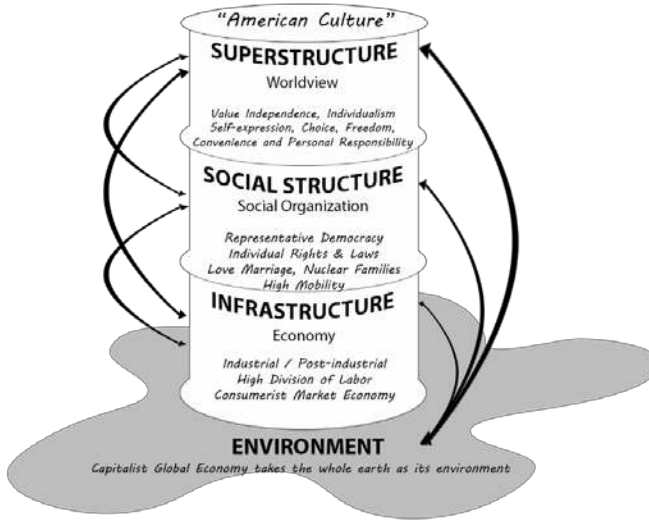 “American Culture”
SUPERSTRUCTURE
Worldview
Value Independence, Individualism
Self-expression, Choice, Freedom,
Convenience and Personal Responsibility
SOCIAL STRUCTURE
Social Organization
Representative Democracy
Individual Rights & Laws
Love Marriage, Nuclear Families
High Mobility
INFRASTRUCTURE
Economy
Industrial / Post-industrial
High Division of Labor
Consumerist Market Economy
ENVIRONMENT
Capitalist Global Economy takes the whole earth as its environment